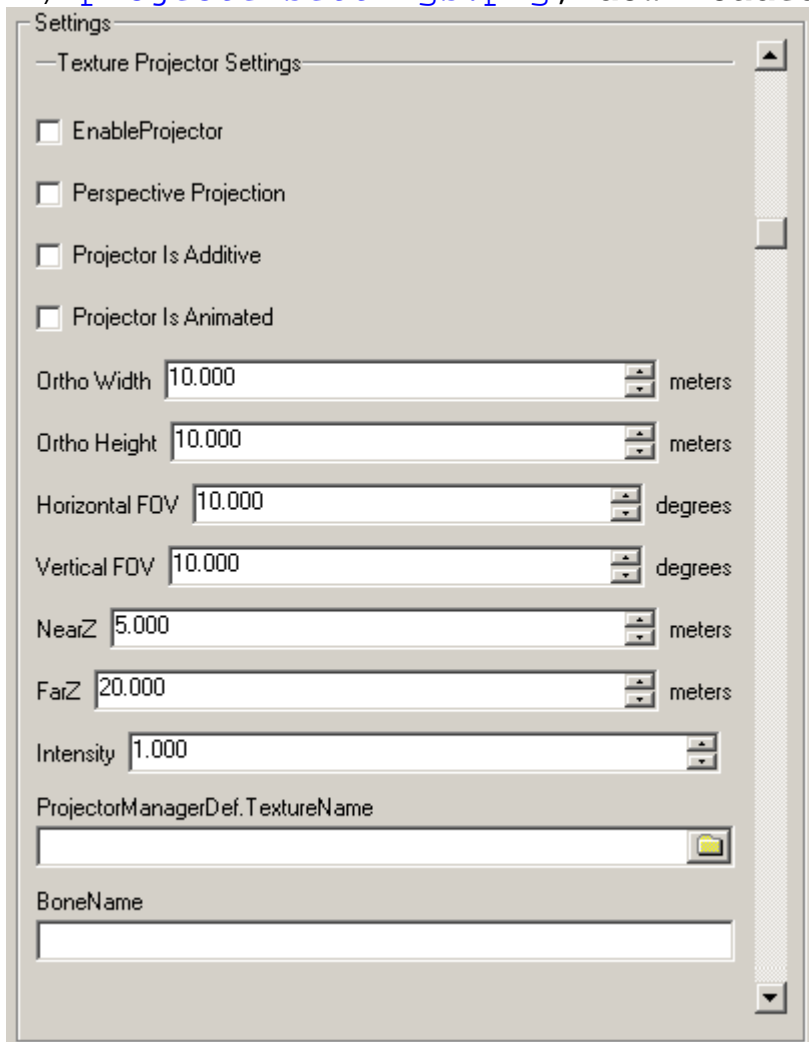 Settings
Texture Projector Settings
EnableProjector
Perspective Projection
Projector Is Additive
Projector Is Animated
Ortho Width 10.000 meters
Ortho Height 10.000 meters
Horizontal FOV 10.000 degrees
Vertical FOV 10.000 degrees
NearZ 5.000 meters
FarZ 20.000 meters
Intensity 1.000
ProjectorManagerDef.TextureName
BoneName